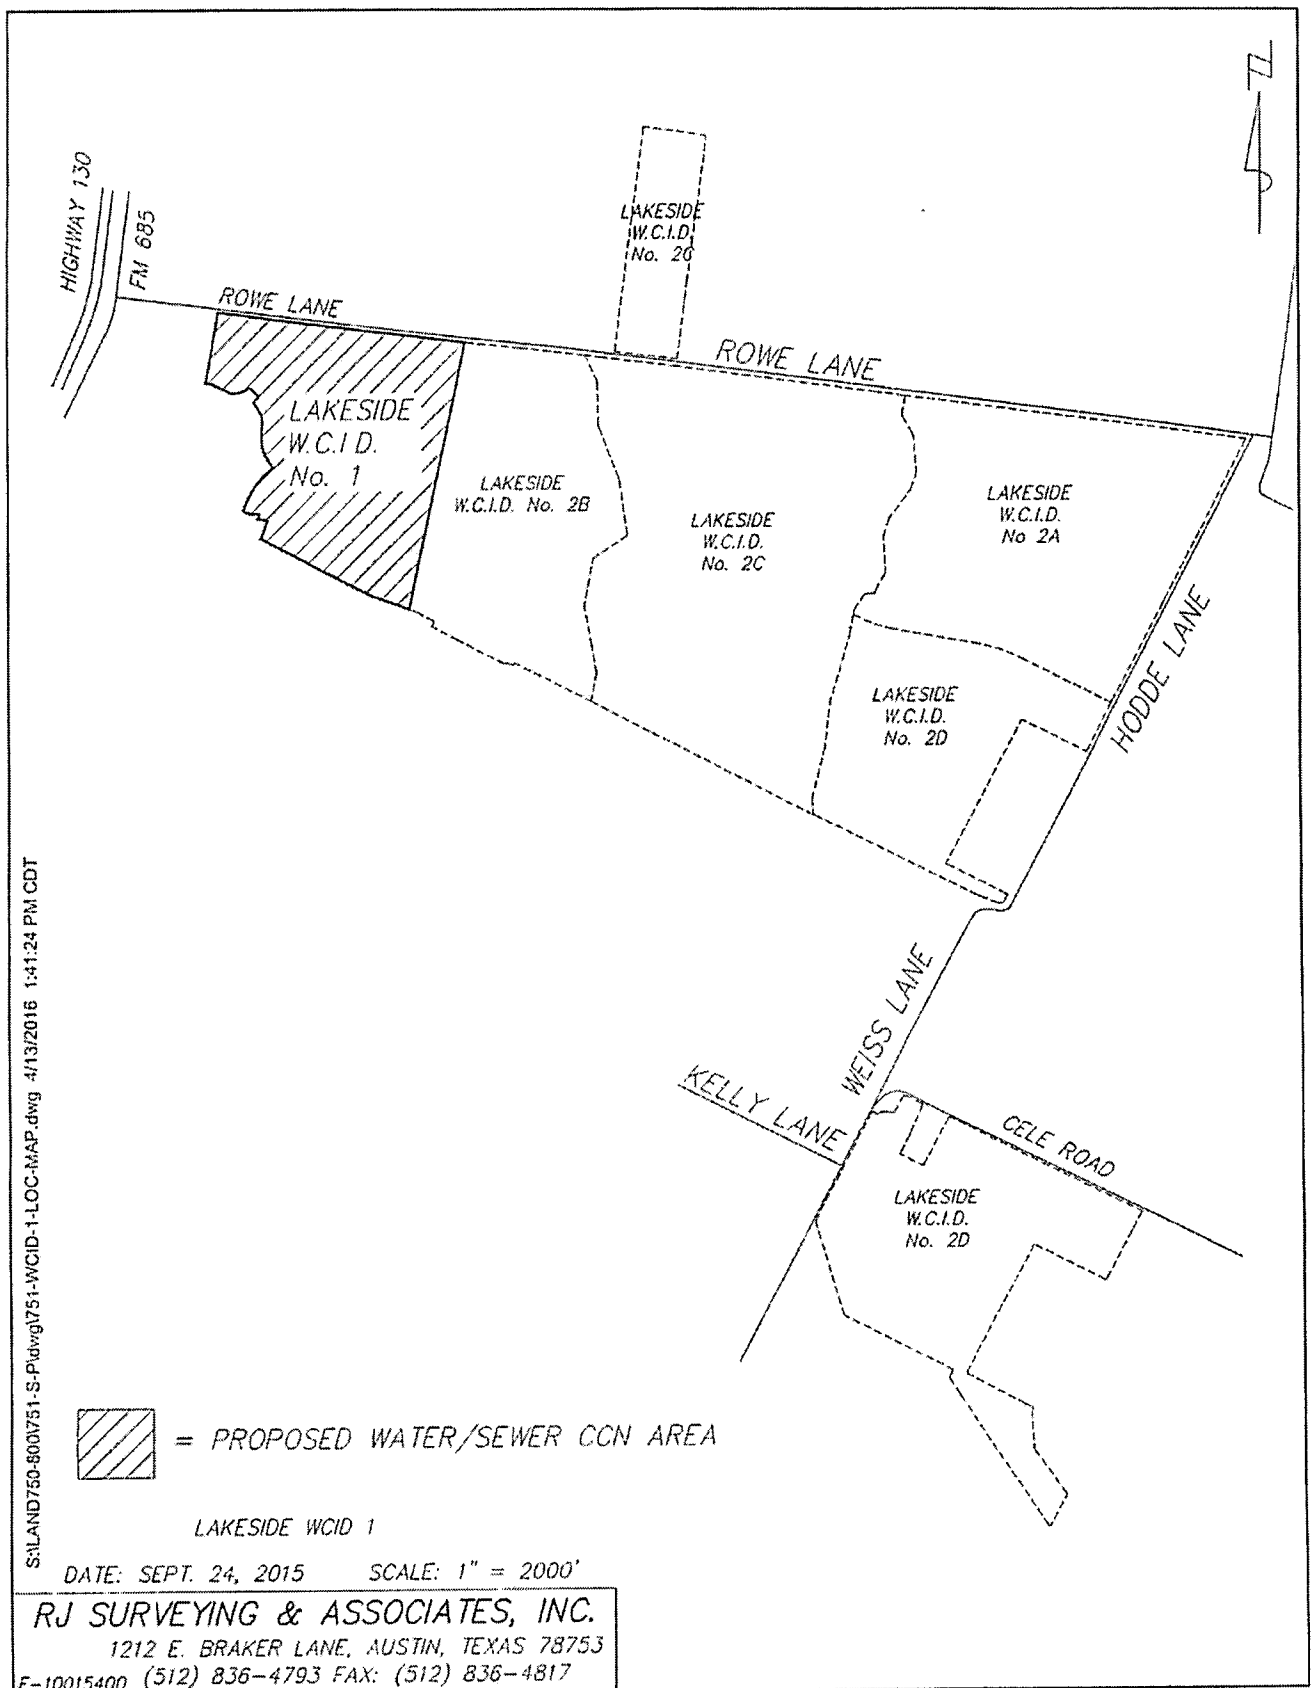 HIGHWAY 130
FM 685
LAKESIDE
W.C.I.D.
No. 2C
ROWE LANE
ROWE LANE
LAKESIDE
W.C.I.D.
No. 1
LAKESIDE
W.C.I.D. No. 2B
LAKESIDE
W.C.I.D.
No. 2C
LAKESIDE
W.C.I.D.
No 2A
HODDE LANE
LAKESIDE
W.C.I.D.
No. 2D
WEISS LANE
KELLY LANE
CELE ROAD
LAKESIDE
W.C.I.D.
No. 2D
S:\LAND750-800\751-S-P\dwg\751-WCID-1-LOC-MAP.dwg 4/13/2016 1:41:24 PM CDT
= PROPOSED WATER/SEWER CCN AREA
LAKESIDE WCID 1
DATE: SEPT. 24, 2015 SCALE: 1" = 2000'
RJ SURVEYING & ASSOCIATES, INC.
1212 E. BRAKER LANE, AUSTIN, TEXAS 78753
F-10015400 (512) 836-4793 FAX: (512) 836-4817